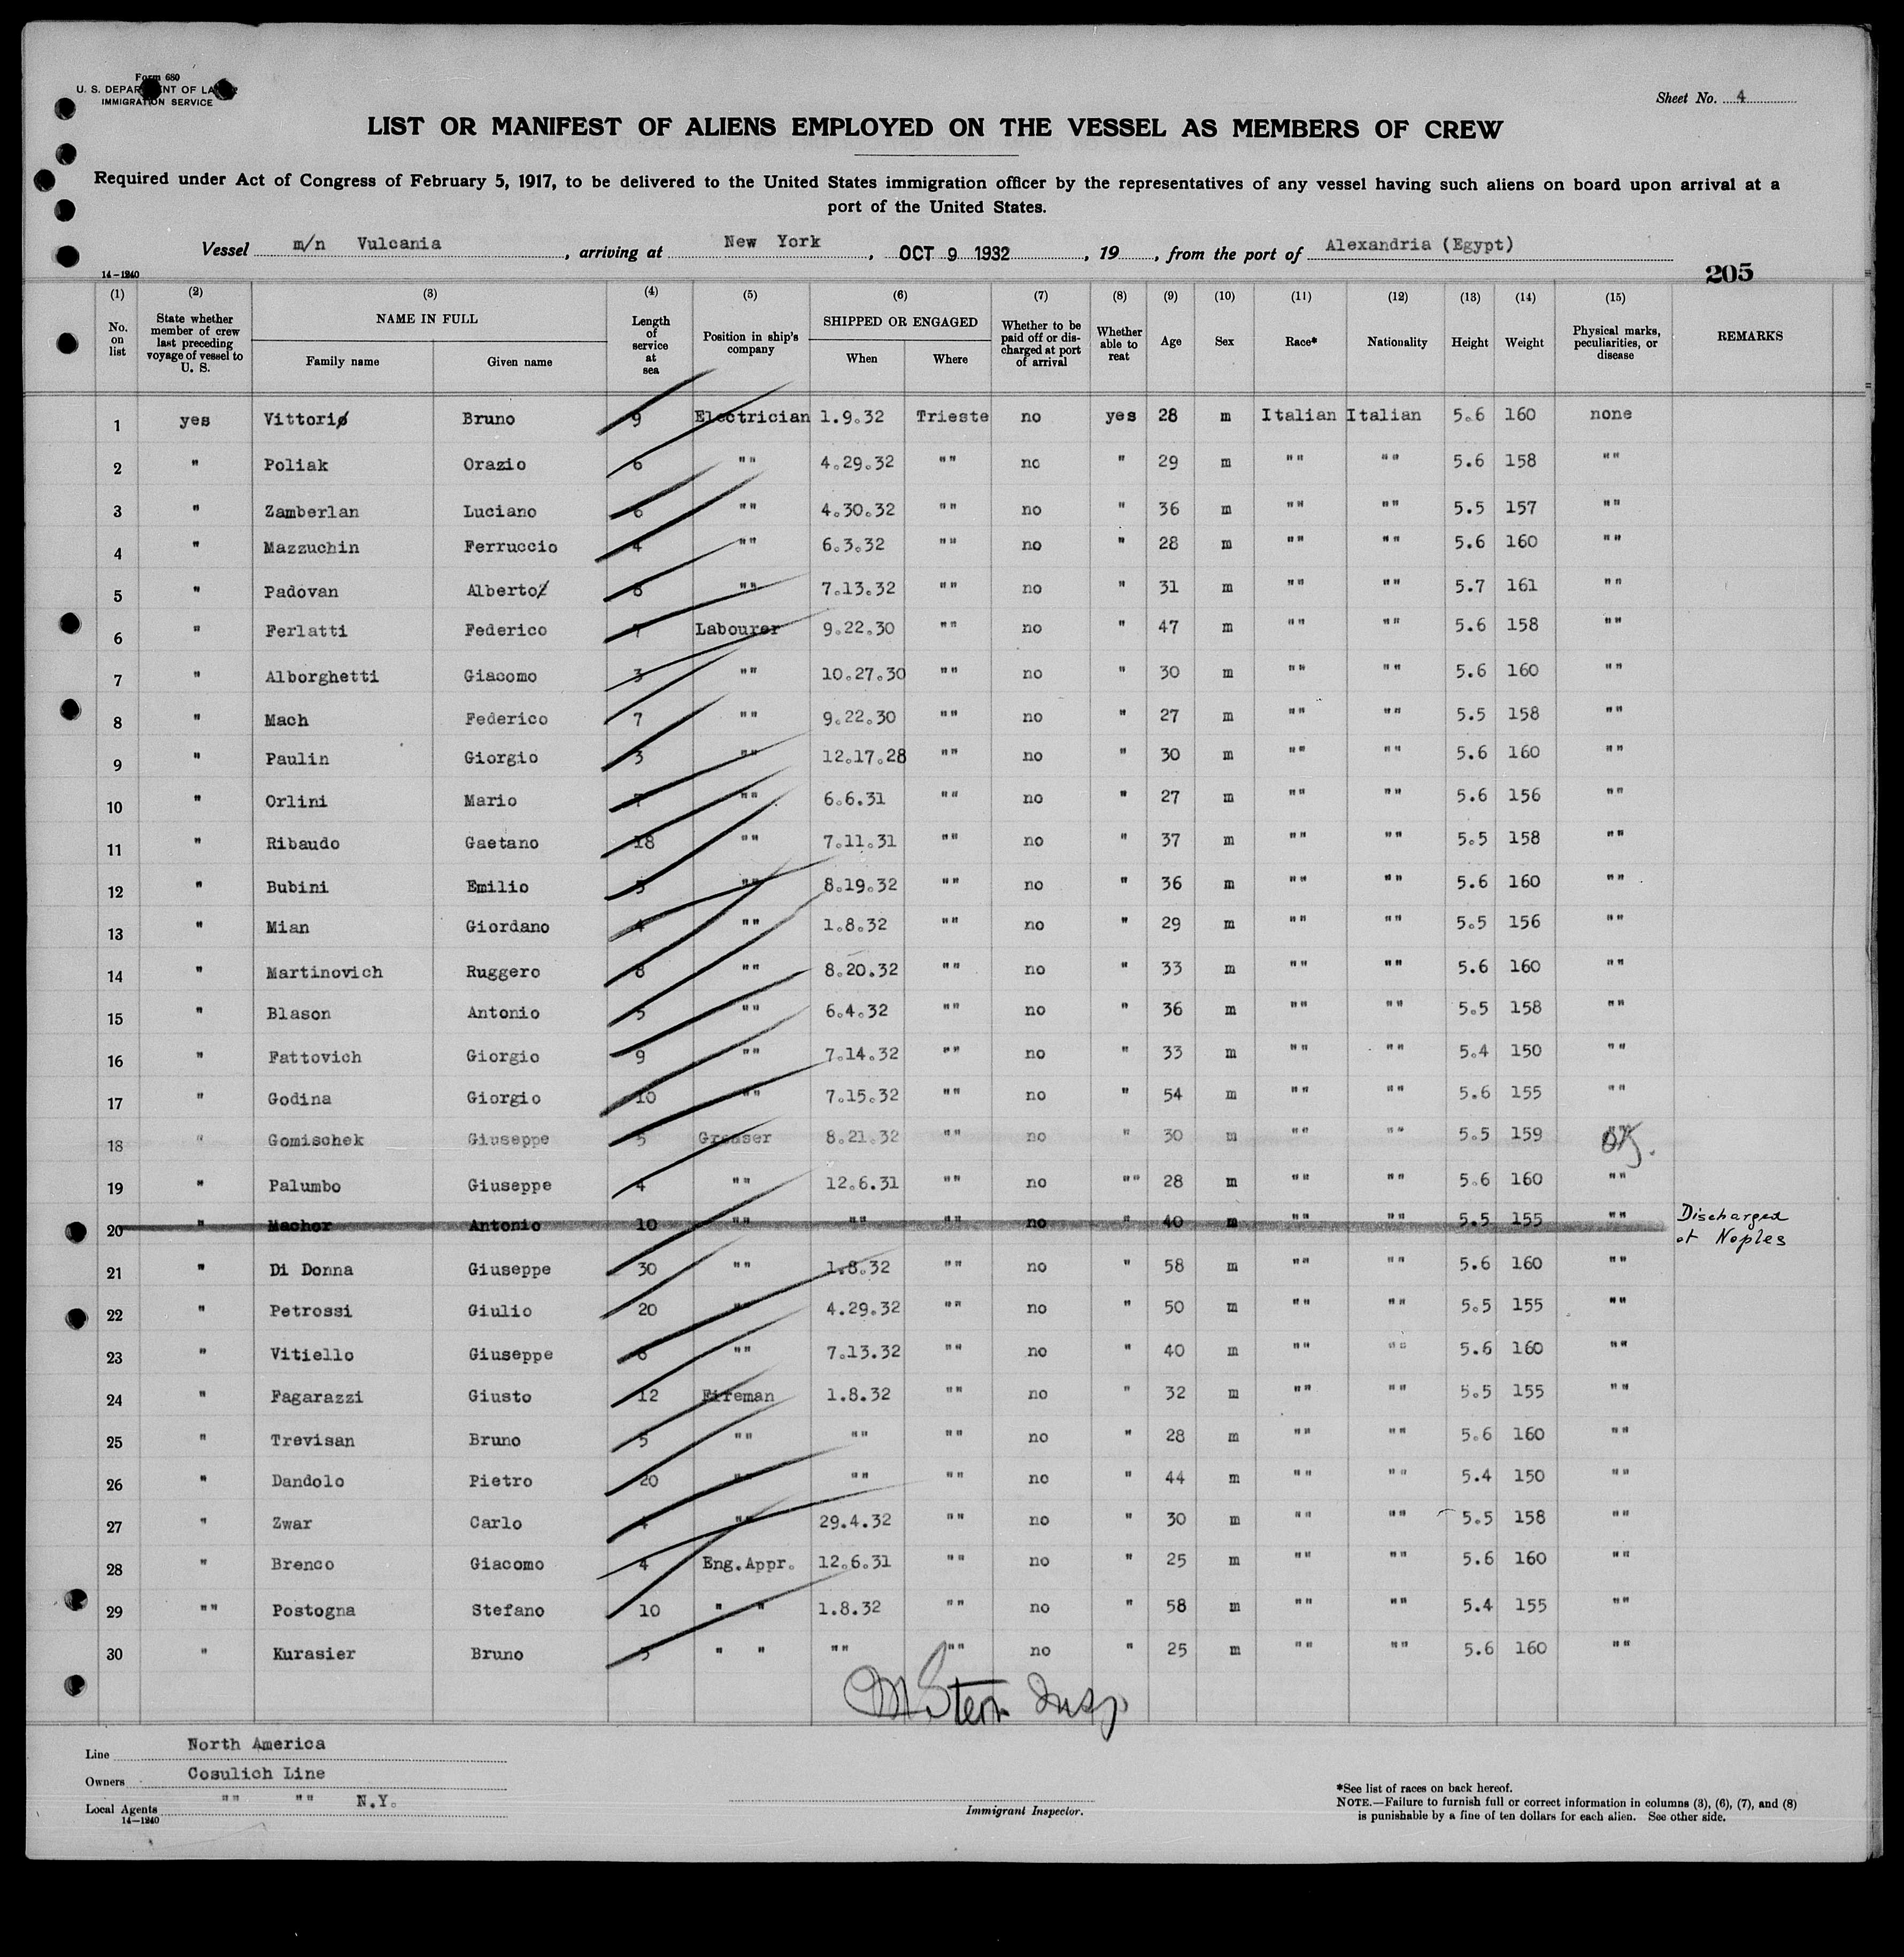 Form 680
U. S. DEPARTMENT OF LABOR
IMMIGRATION SERVICE
Sheet No. 4
LIST OR MANIFEST OF ALIENS EMPLOYED ON THE VESSEL AS MEMBERS OF CREW
Required under Act of Congress of February 5, 1917, to be delivered to the United States immigration officer by the representatives of any vessel having such aliens on board upon arrival at a
port of the United States.
Vessel m/n Vulcania, arriving at New York, OCT 9 1932, 19, from the port of Alexandria (Egypt)
14-1240
205
(1) (2) (3) (4) (5) (6) (7) (8) (9) (10) (11) (12) (13) (14) (15)
No. on list State whether member of crew last preceding voyage of vessel to U. S. NAME IN FULL Family name Given name Length of service at sea Position in ship's company SHIPPED OR ENGAGED When Where Whether to be paid off or discharged at port of arrival Whether able to reat Age Sex Race* Nationality Height Weight Physical marks, peculiarities, or disease REMARKS
1 yes Vittorio Bruno 9 Electrician 1.9.32 Trieste no yes 28 m Italian Italian 5.6 160 none
2 " Poliak Orazio 6 "" 4.29.32 "" no " 29 m "" "" 5.6 158 ""
3 " Zamberlan Luciano 6 "" 4.30.32 "" no " 36 m "" "" 5.5 157 ""
4 " Mazzuchin Ferruccio 4 "" 6.3.32 "" no " 28 m "" "" 5.6 160 ""
5 " Padovan Alberto 8 "" 7.13.32 "" no " 31 m "" "" 5.7 161 ""
6 " Ferlatti Federico 7 Labourer 9.22.30 "" no " 47 m "" "" 5.6 158 ""
7 " Alborghetti Giacomo 3 "" 10.27.30 "" no " 30 m "" "" 5.6 160 ""
8 " Mach Federico 7 "" 9.22.30 "" no " 27 m "" "" 5.5 158 ""
9 " Paulin Giorgio 3 "" 12.17.28 "" no " 30 m "" "" 5.6 160 ""
10 " Orlini Mario 7 "" 6.6.31 "" no " 27 m "" "" 5.6 156 ""
11 " Ribaudo Gaetano 18 "" 7.11.31 "" no " 37 m "" "" 5.5 158 ""
12 " Bubini Emilio "" 8.19.32 "" no " 36 m "" "" 5.6 160 ""
13 " Mian Giordano 4 "" 1.8.32 "" no " 29 m "" "" 5.5 156 ""
14 " Martinovich Ruggero 8 "" 8.20.32 "" no " 33 m "" "" 5.6 160 ""
15 " Blason Antonio 5 "" 6.4.32 "" no " 36 m "" "" 5.5 158 ""
16 " Fattovich Giorgio 9 "" 7.14.32 "" no " 33 m "" "" 5.4 150 ""
17 " Godina Giorgio 10 "" 7.15.32 "" no " 54 m "" "" 5.6 155 ""
18 " Gomischek Giuseppe 5 Greaser 8.21.32 "" no " 30 m "" "" 5.5 159 ""
19 " Palumbo Giuseppe 4 "" 12.6.31 "" no "" 28 m "" "" 5.6 160 ""
20 " Machor Antonio 10 "" "" "" no " 40 m "" "" 5.5 155 "" Discharged at Naples
21 " Di Donna Giuseppe 30 "" 1.8.32 "" no " 58 m "" "" 5.6 160 ""
22 " Petrossi Giulio 20 "" 4.29.32 "" no " 50 m "" "" 5.5 155 ""
23 " Vitiello Giuseppe "" 7.13.32 "" no " 40 m "" "" 5.6 160 ""
24 " Fagarazzi Giusto 12 Fireman 1.8.32 "" no " 32 m "" "" 5.5 155 ""
25 " Trevisan Bruno 5 "" "" "" no " 28 m "" "" 5.6 160 ""
26 " Dandolo Pietro 20 "" "" "" no " 44 m "" "" 5.4 150 ""
27 " Zwar Carlo 4 "" 29.4.32 "" no " 30 m "" "" 5.5 158 ""
28 " Brenco Giacomo 4 Eng.Appr. 12.6.31 "" no " 25 m "" "" 5.6 160 ""
29 "" Postogna Stefano 10 " " 1.8.32 "" no " 58 m "" "" 5.4 155 ""
30 " Kurasier Bruno " " "" "" no " 25 m "" "" 5.6 160 ""
M Stern Insp.
Line North America
Owners Cosulich Line
Local Agents "" "" N.Y.
14-1240
Immigrant Inspector.
*See list of races on back hereof.
NOTE.—Failure to furnish full or correct information in columns (3), (6), (7), and (8)
is punishable by a fine of ten dollars for each alien. See other side.